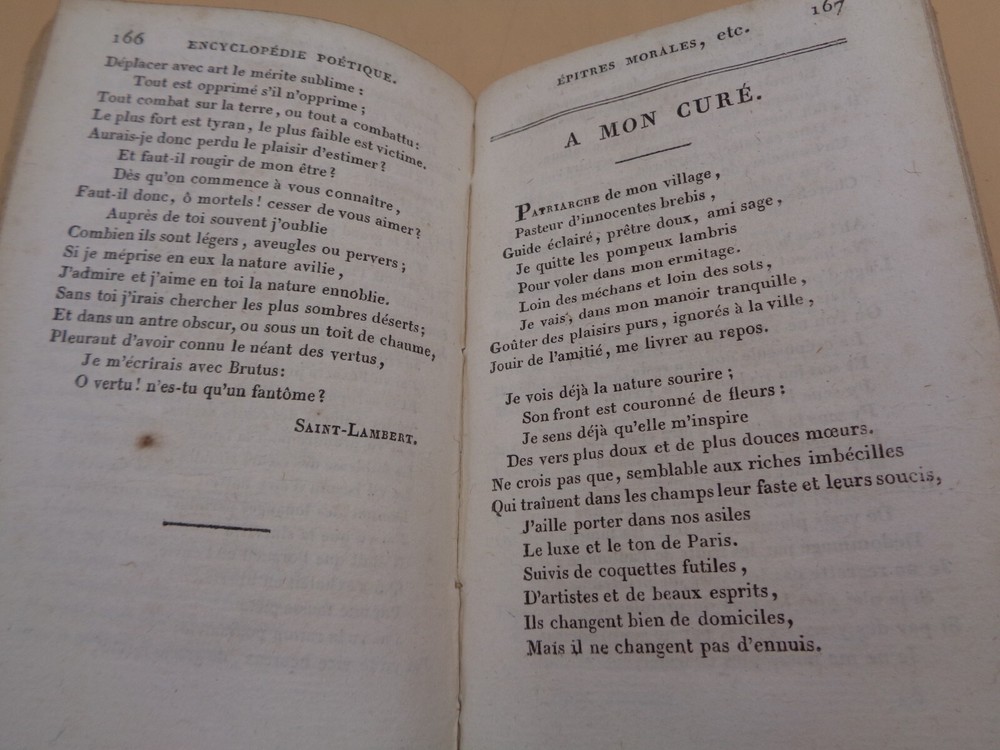 166 ENCYCLOPÉDIE POÉTIQUE.
Déplacer avec art le mérite sublime :
Tout est opprimé s'il n'opprime ;
Tout combat sur la terre, ou tout a combattu :
Le plus fort est tyran, le plus faible est victime.
Aurais-je donc perdu le plaisir d'estimer ?
Et faut-il rougir de mon être ?
Dès qu'on commence à vous connaître,
Faut-il donc, ô mortels ! cesser de vous aimer ?
Auprès de toi souvent j'oublie
Combien ils sont légers, aveugles ou pervers ;
Si je méprise en eux la nature avilie,
J'admire et j'aime en toi la nature ennoblie.
Sans toi j'irais chercher les plus sombres déserts ;
Et dans un antre obscur, ou sous un toit de chaume,
Pleuraut d'avoir connu le néant des vertus,
Je m'écrîrais avec Brutus :
O vertu ! n'es-tu qu'un fantôme ?
SAINT-LAMBERT.
ÉPITRES MORALES, etc. 167
A MON CURÉ.
PATRIARCHE de mon village,
Pasteur d'innocentes brebis,
Guide éclairé, prêtre doux, ami sage,
Je quitte les pompeux lambris
Pour voler dans mon ermitage.
Loin des méchans et loin des sots,
Je vais, dans mon manoir tranquille,
Goûter des plaisirs purs, ignorés à la ville,
Jouir de l'amitié, me livrer au repos.
Je vois déjà la nature sourire ;
Son front est couronné de fleurs :
Je sens déjà qu'elle m'inspire
Des vers plus doux et de plus douces mœurs.
Ne crois pas que, semblable aux riches imbécilles
Qui traînent dans les champs leur faste et leurs soucis,
J'aille porter dans nos asiles
Le luxe et le ton de Paris.
Suivis de coquettes futiles,
D'artistes et de beaux esprits,
Ils changent bien de domiciles,
Mais il ne changent pas d'ennuis.